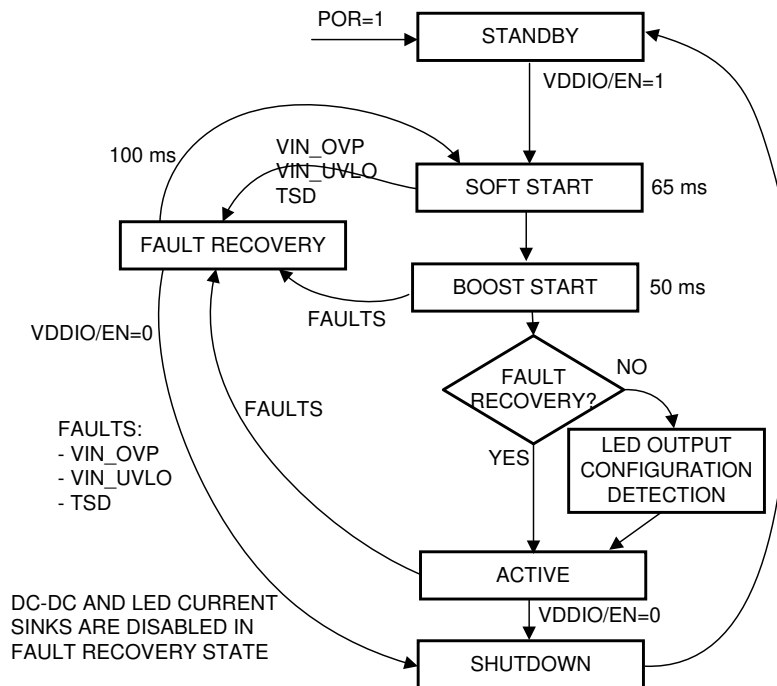 POR=1
STANDBY
VDDIO/EN=1
100 ms
VIN_OVP
VIN_UVLO
TSD
SOFT START
65 ms
FAULT RECOVERY
BOOST START
50 ms
FAULTS
VDDIO/EN=0
FAULT
RECOVERY?
NO
YES
FAULTS
LED OUTPUT
CONFIGURATION
DETECTION
FAULTS:
- VIN_OVP
- VIN_UVLO
- TSD
ACTIVE
VDDIO/EN=0
DC-DC AND LED CURRENT
SINKS ARE DISABLED IN
FAULT RECOVERY STATE
SHUTDOWN